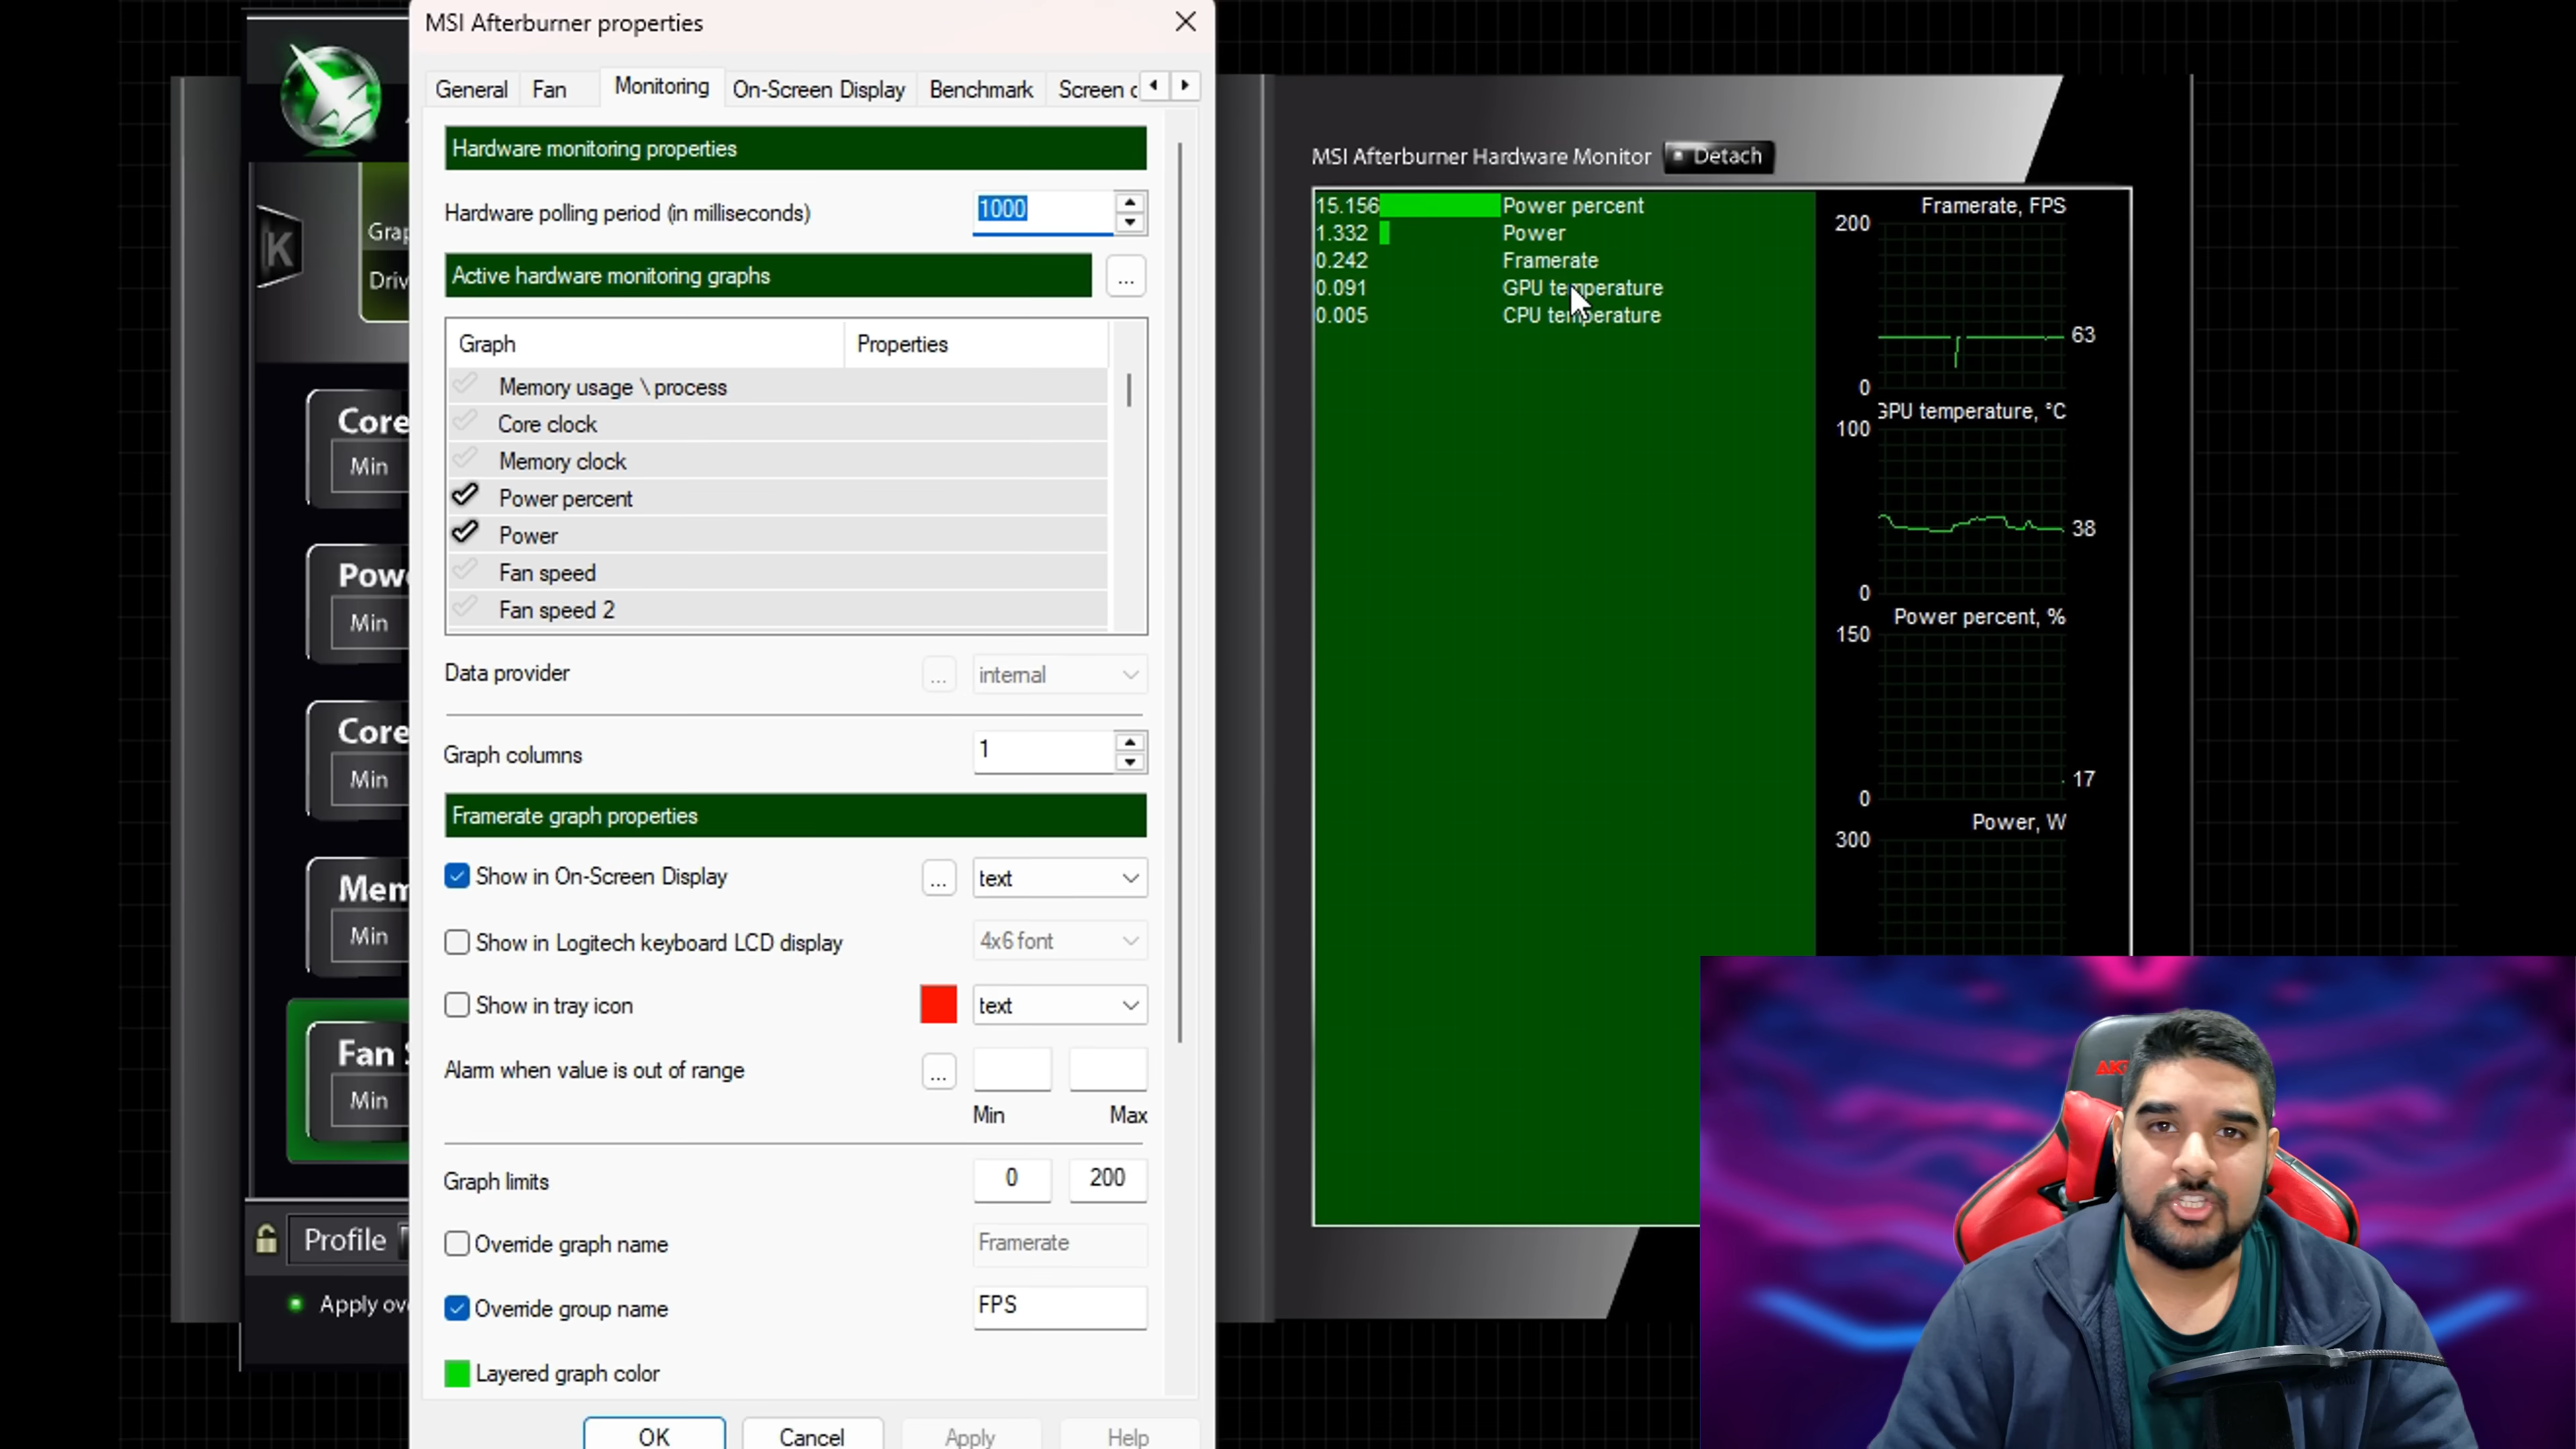 MSI Afterburner properties
General Fan Monitoring On-Screen Display Benchmark Screen c
Hardware monitoring properties
Hardware polling period (in milliseconds) 1000
Active hardware monitoring graphs ...
Graph Properties
Memory usage \ process
Core clock
Memory clock
Power percent
Power
Fan speed
Fan speed 2
Data provider ... internal
Graph columns 1
Framerate graph properties
Show in On-Screen Display ... text
Show in Logitech keyboard LCD display 4x6 font
Show in tray icon text
Alarm when value is out of range ...
Min Max
Graph limits 0 200
Override graph name Framerate
Override group name FPS
Layered graph color
OK Cancel Apply Help
K
Grap
Driv
Core
Min
Powe
Min
Core
Min
Mem
Min
Fan S
Min
Profile
Apply ove
MSI Afterburner Hardware Monitor Detach
15.156 Power percent
1.332 Power
0.242 Framerate
0.091 GPU temperature
0.005 CPU temperature
Framerate, FPS
200
63
0
GPU temperature, °C
100
38
0
Power percent, %
150
17
0
Power, W
300